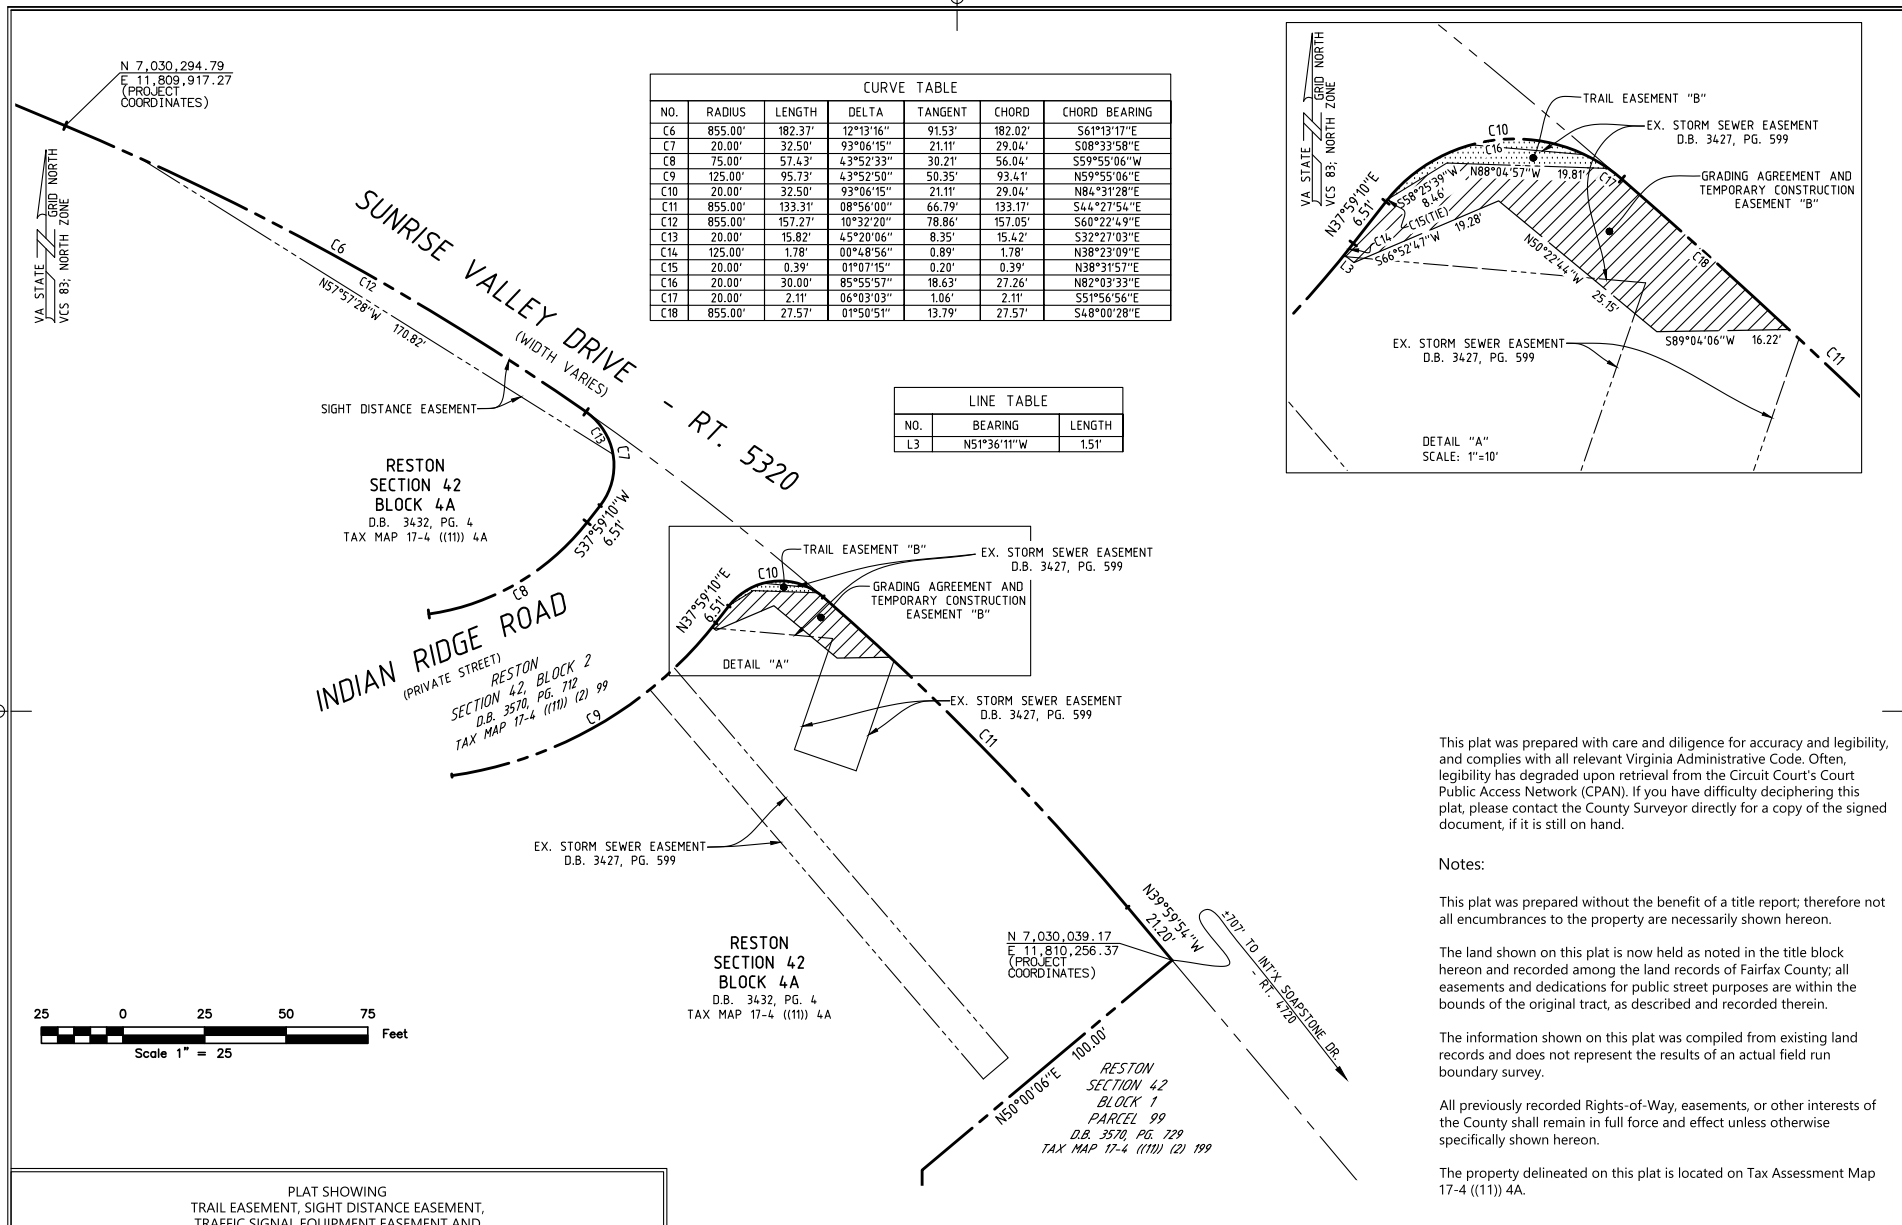 N 7,030,294.79
E 11,809,917.27
(PROJECT
COORDINATES)
VA STATE GRID NORTH
VCS 83; NORTH ZONE
CURVE TABLE
NO. RADIUS LENGTH DELTA TANGENT CHORD CHORD BEARING
C6 855.00' 182.37' 12°13'16" 91.53' 182.02' S61°13'17"E
C7 20.00' 32.50' 93°06'15" 21.11' 29.04' S08°33'58"E
C8 75.00' 57.43' 43°52'33" 30.21' 56.04' S59°55'06"W
C9 125.00' 95.73' 43°52'50" 50.35' 93.41' N59°55'06"E
C10 20.00' 32.50' 93°06'15" 21.11' 29.04' N84°31'28"E
C11 855.00' 133.31' 08°56'00" 66.79' 133.17' S44°27'54"E
C12 855.00' 157.27' 10°32'20" 78.86' 157.05' S60°22'49"E
C13 20.00' 15.82' 45°20'06" 8.35' 15.42' S32°27'03"E
C14 125.00' 1.78' 00°48'56" 0.89' 1.78' N38°23'09"E
C15 20.00' 0.39' 01°07'15" 0.20' 0.39' N38°31'57"E
C16 20.00' 30.00' 85°55'57" 18.63' 27.26' N82°03'33"E
C17 20.00' 2.11' 06°03'03" 1.06' 2.11' S51°56'56"E
C18 855.00' 27.57' 01°50'51" 13.79' 27.57' S48°00'28"E
LINE TABLE
NO. BEARING LENGTH
L3 N51°36'11"W 1.51'
VA STATE GRID NORTH
VCS 83; NORTH ZONE
TRAIL EASEMENT "B"
EX. STORM SEWER EASEMENT
D.B. 3427, PG. 599
GRADING AGREEMENT AND
TEMPORARY CONSTRUCTION
EASEMENT "B"
C10
C16
N88°04'57"W 19.81'
C17
S58°25'39"W
8.46'
N37°59'10"E
6.51'
C15(TIE)
C14
S66°52'47"W 19.28'
L3
N50°22'44"W
25.15'
C18
S89°04'06"W 16.22'
C11
EX. STORM SEWER EASEMENT
D.B. 3427, PG. 599
DETAIL "A"
SCALE: 1"=10'
C6
C12
N57°57'28"W 170.82'
SUNRISE VALLEY DRIVE - RT. 5320
(WIDTH VARIES)
SIGHT DISTANCE EASEMENT
C13
C7
RESTON
SECTION 42
BLOCK 4A
D.B. 3432, PG. 4
TAX MAP 17-4 ((11)) 4A
S37°59'10"W
6.51'
C8
INDIAN RIDGE ROAD
(PRIVATE STREET)
RESTON
SECTION 42, BLOCK 2
D.B. 3570, PG. 712
TAX MAP 17-4 ((11)) (2) 99
C9
N37°59'10"E
6.51'
C10
TRAIL EASEMENT "B"
EX. STORM SEWER EASEMENT
D.B. 3427, PG. 599
GRADING AGREEMENT AND
TEMPORARY CONSTRUCTION
EASEMENT "B"
DETAIL "A"
EX. STORM SEWER EASEMENT
D.B. 3427, PG. 599
C11
EX. STORM SEWER EASEMENT
D.B. 3427, PG. 599
RESTON
SECTION 42
BLOCK 4A
D.B. 3432, PG. 4
TAX MAP 17-4 ((11)) 4A
N39°59'54"W
21.20'
N 7,030,039.17
E 11,810,256.37
(PROJECT
COORDINATES)
±707' TO INT'X SOAPSTONE DR.
- RT. 4720
N50°00'06"E 100.00'
RESTON
SECTION 42
BLOCK 1
PARCEL 99
D.B. 3570, PG. 729
TAX MAP 17-4 ((11)) (2) 199
25 0 25 50 75
Feet
Scale 1" = 25
This plat was prepared with care and diligence for accuracy and legibility,
and complies with all relevant Virginia Administrative Code. Often,
legibility has degraded upon retrieval from the Circuit Court's Court
Public Access Network (CPAN). If you have difficulty deciphering this
plat, please contact the County Surveyor directly for a copy of the signed
document, if it is still on hand.
Notes:
This plat was prepared without the benefit of a title report; therefore not
all encumbrances to the property are necessarily shown hereon.
The land shown on this plat is now held as noted in the title block
hereon and recorded among the land records of Fairfax County; all
easements and dedications for public street purposes are within the
bounds of the original tract, as described and recorded therein.
The information shown on this plat was compiled from existing land
records and does not represent the results of an actual field run
boundary survey.
All previously recorded Rights-of-Way, easements, or other interests of
the County shall remain in full force and effect unless otherwise
specifically shown hereon.
The property delineated on this plat is located on Tax Assessment Map
17-4 ((11)) 4A.
PLAT SHOWING
TRAIL EASEMENT, SIGHT DISTANCE EASEMENT,
TRAFFIC SIGNAL EQUIPMENT EASEMENT AND